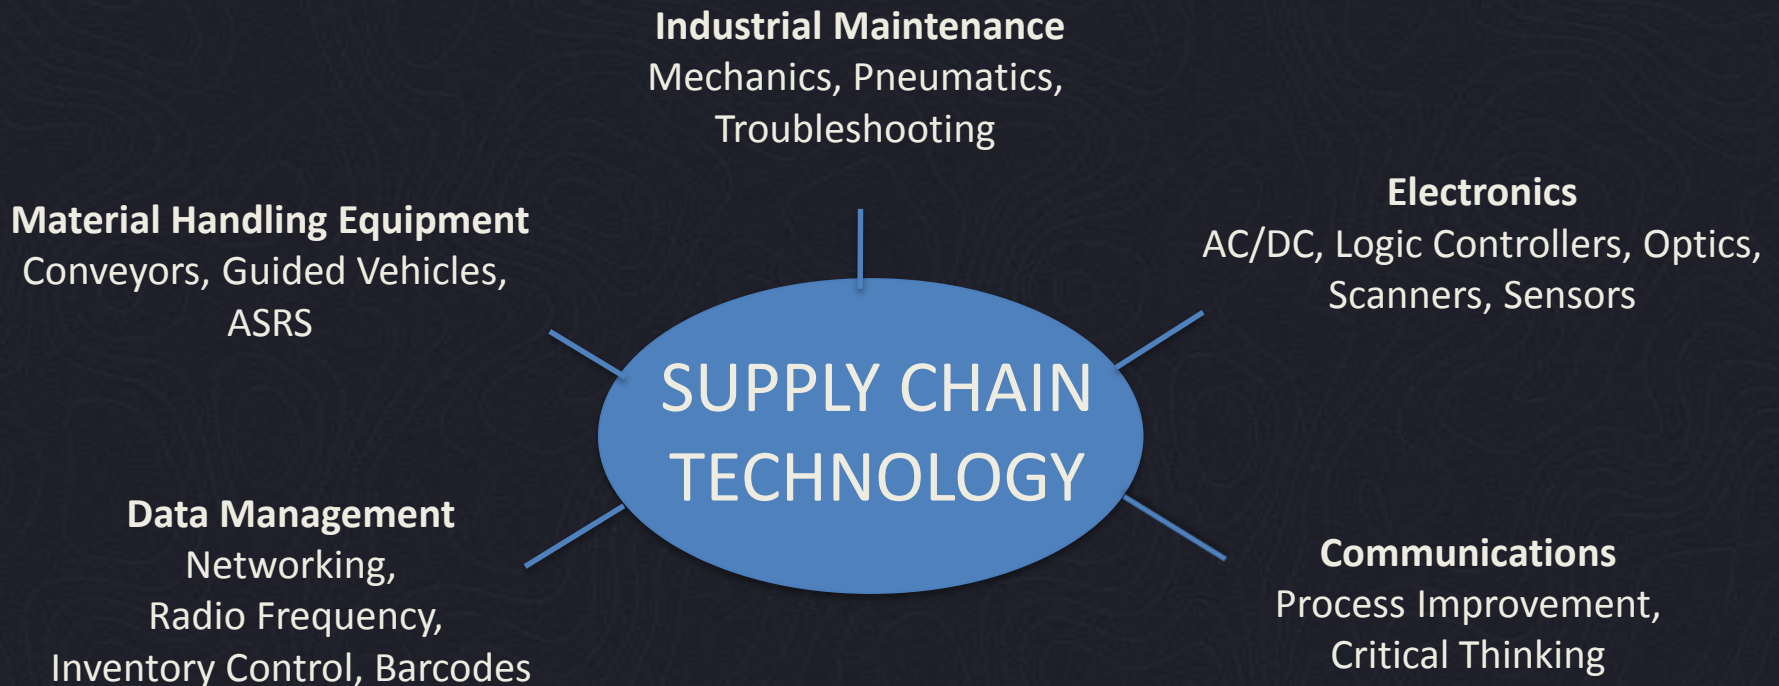 Industrial Maintenance
Mechanics, Pneumatics,
Troubleshooting
Material Handling Equipment
Conveyors, Guided Vehicles,
ASRS
Electronics
AC/DC, Logic Controllers, Optics,
Scanners, Sensors
SUPPLY CHAIN
TECHNOLOGY
Data Management
Networking,
Radio Frequency,
Inventory Control, Barcodes
Communications
Process Improvement,
Critical Thinking